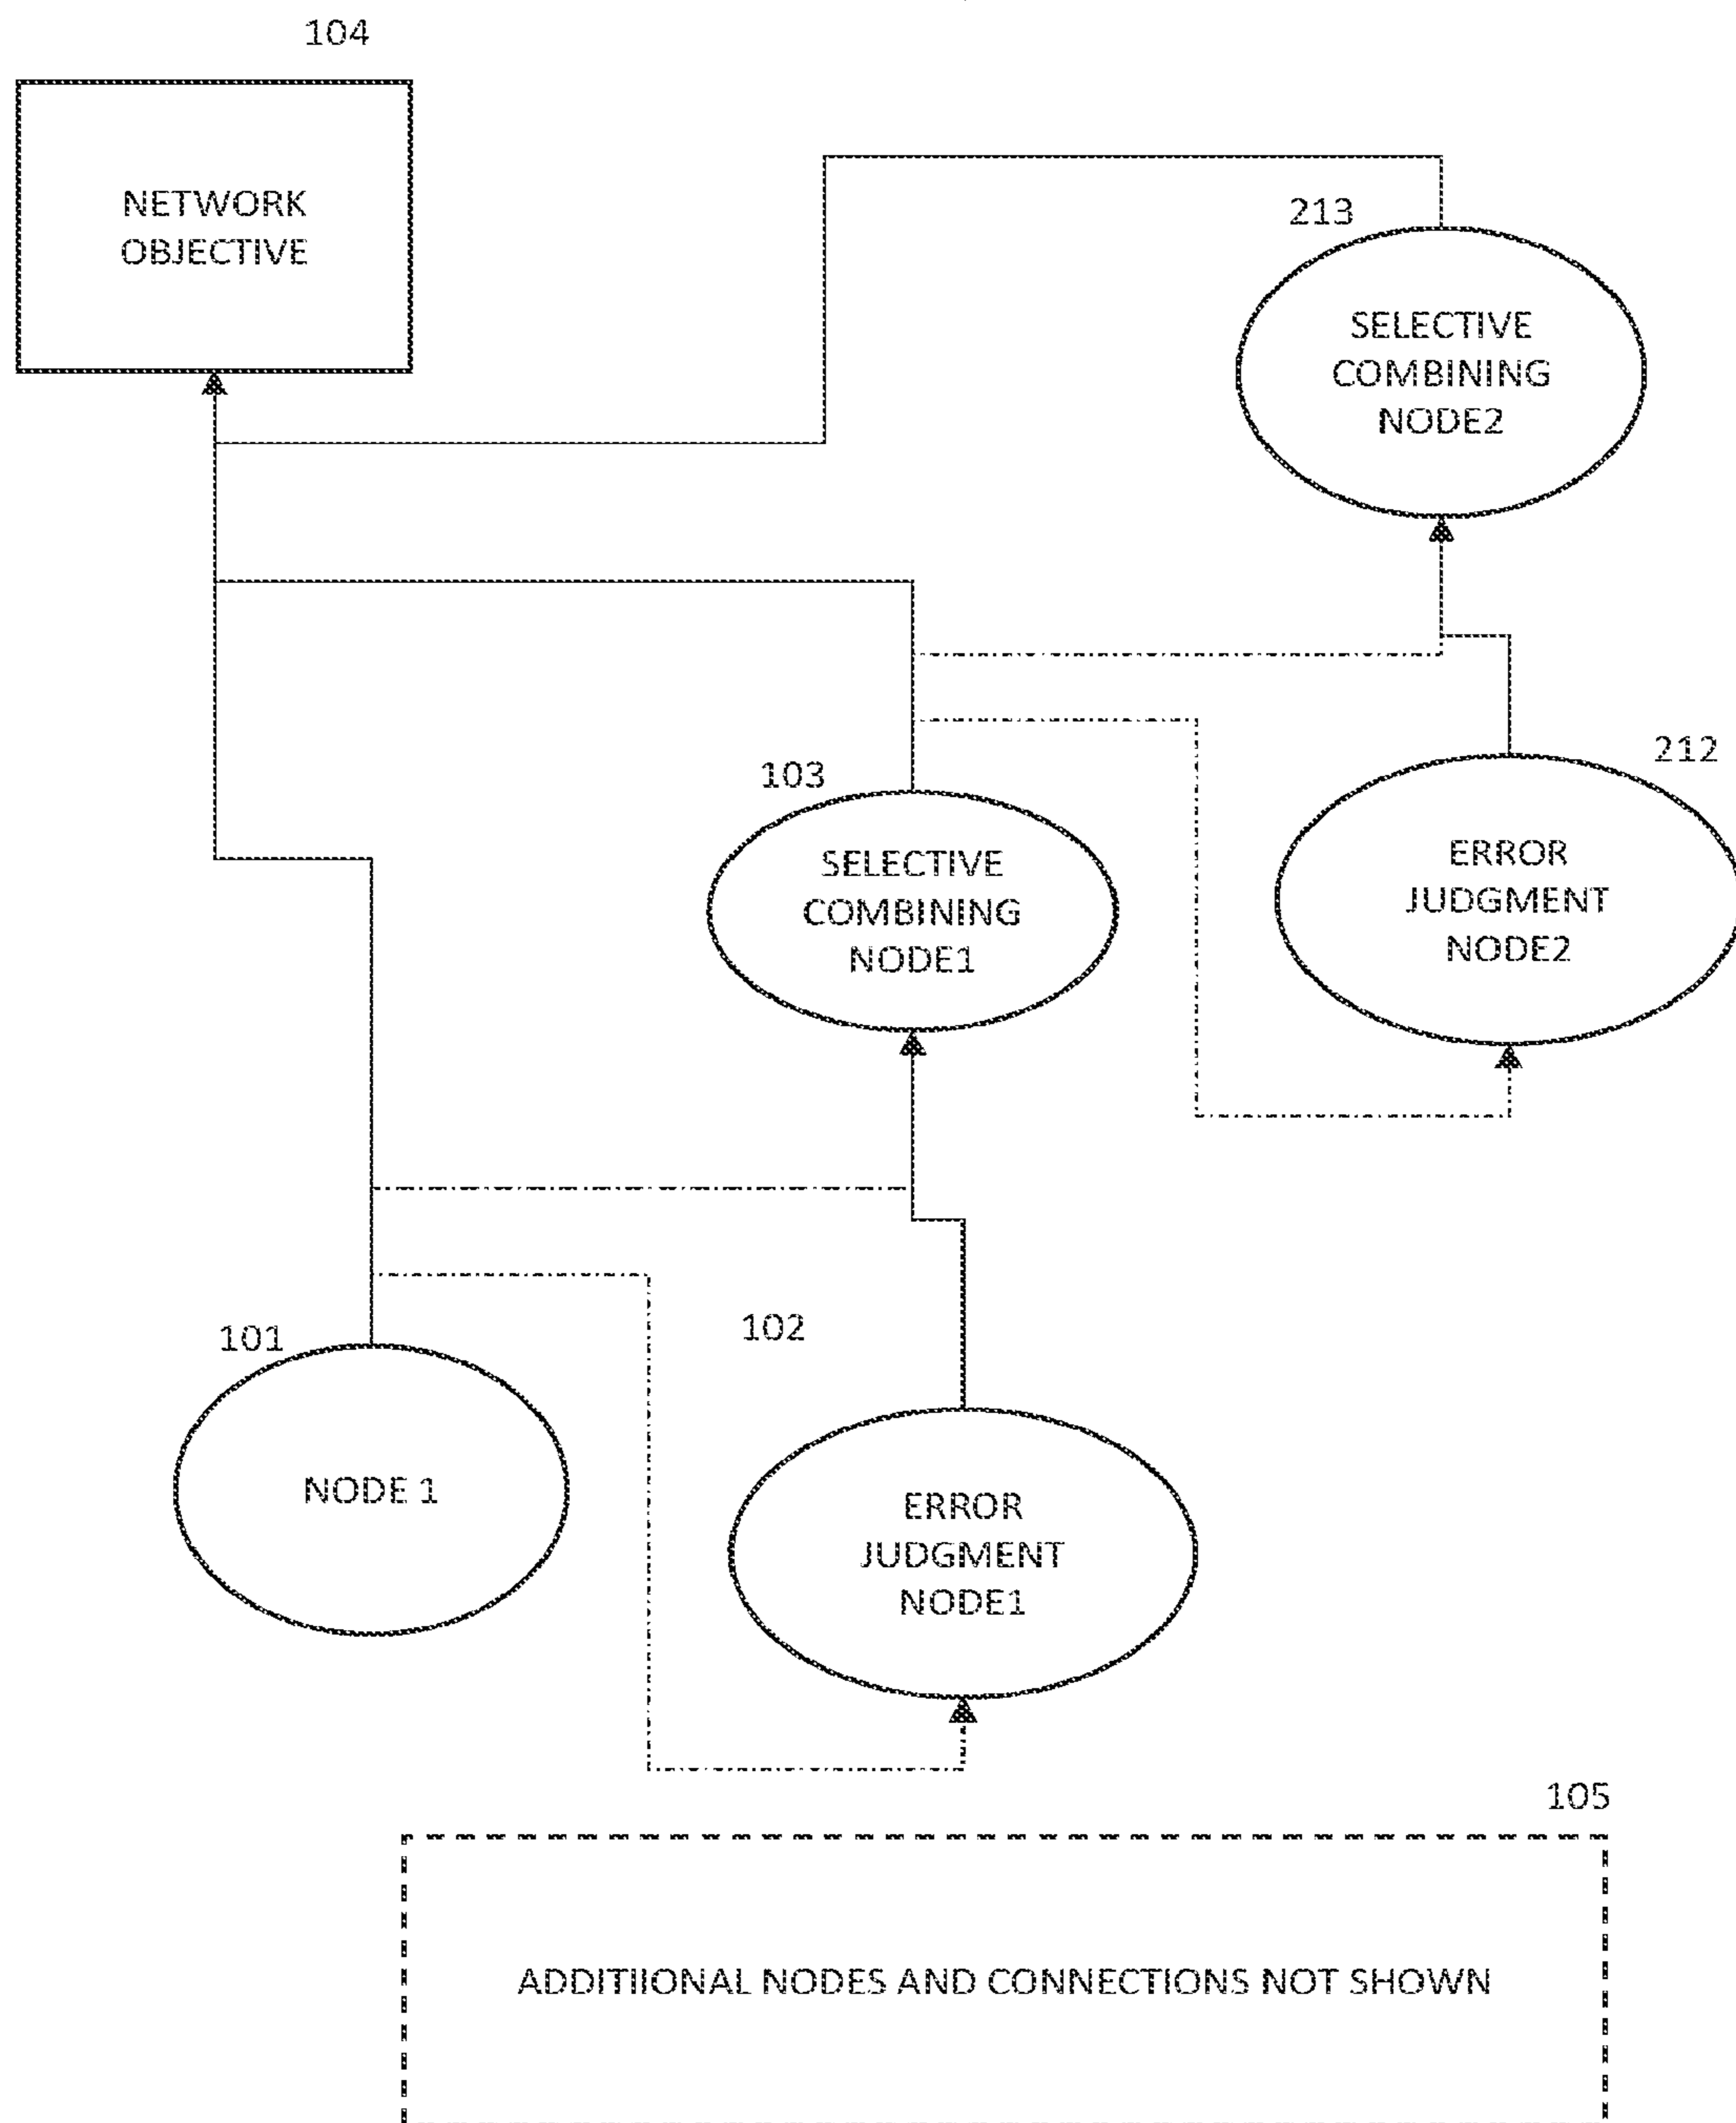 104
NETWORK
OBJECTIVE
213
SELECTIVE
COMBINING
NODE2
212
ERROR
JUDGMENT
NODE2
103
SELECTIVE
COMBINING
NODE1
101
NODE 1
102
ERROR
JUDGMENT
NODE1
105
ADDITIIONAL NODES AND CONNECTIONS NOT SHOWN